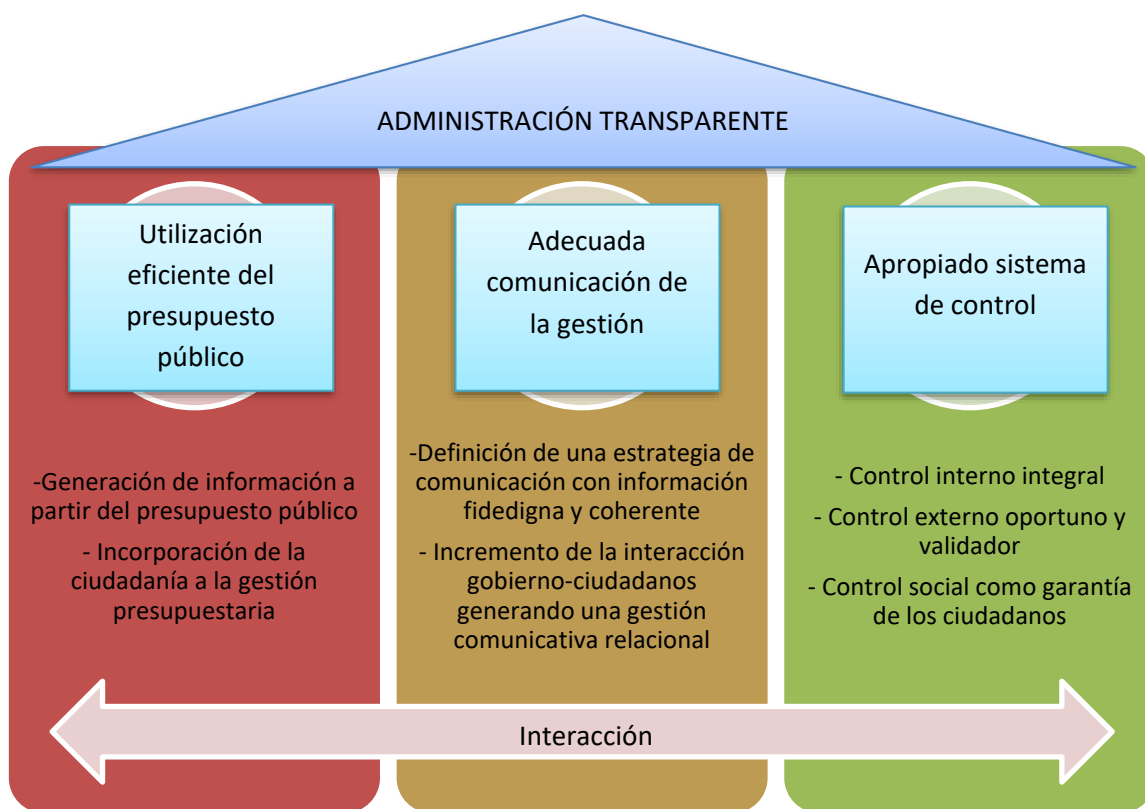 ADMINISTRACIÓN TRANSPARENTE
Utilización
eficiente del
presupuesto
público
-Generación de información a
partir del presupuesto público
- Incorporación de la
ciudadanía a la gestión
presupuestaria
Adecuada
comunicación de
la gestión
-Definición de una estrategia de
comunicación con información
fidedigna y coherente
- Incremento de la interacción
gobierno-ciudadanos
generando una gestión
comunicativa relacional
Apropiado sistema
de control
- Control interno integral
- Control externo oportuno y
validador
- Control social como garantía
de los ciudadanos
Interacción